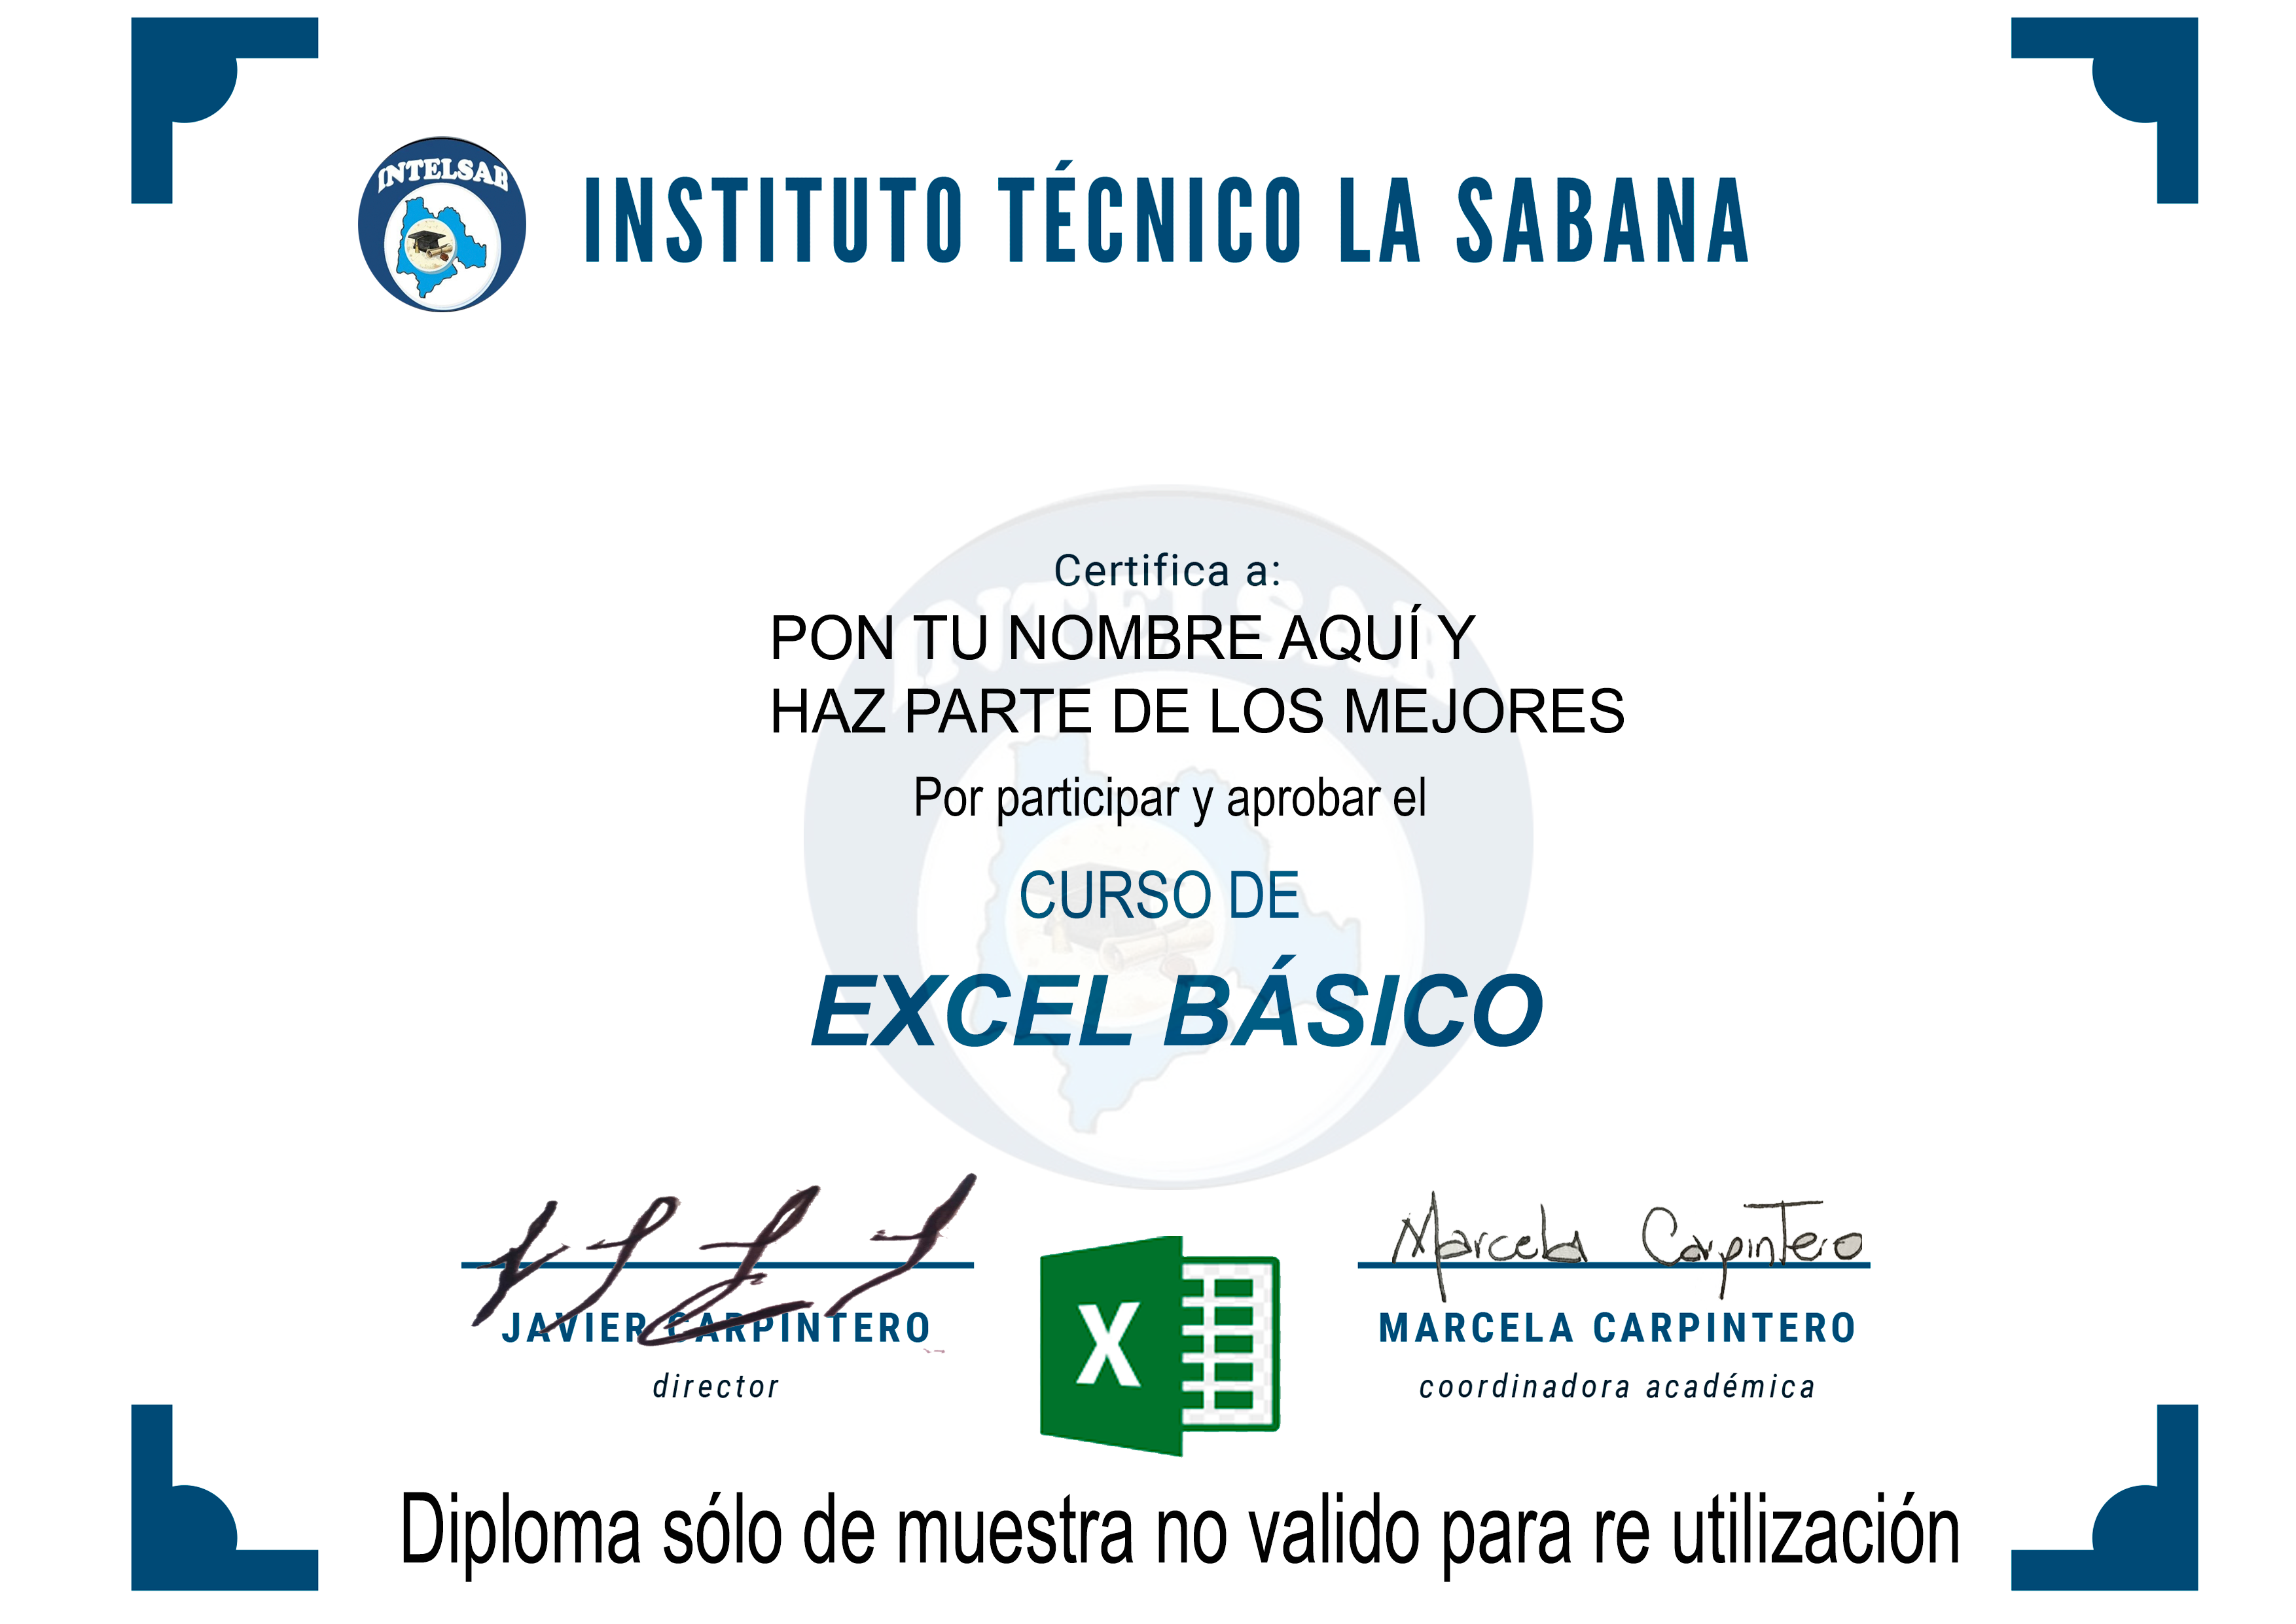 INTELSAB
INSTITUTO TÉCNICO LA SABANA
Certifica a:
INTELSAB
PON TU NOMBRE AQUÍ Y
HAZ PARTE DE LOS MEJORES
Por participar y aprobar el
CURSO DE
EXCEL BÁSICO
Marcela Carpintero
JAVIER CARPINTERO
MARCELA CARPINTERO
director
coordinadora académica
X
Diploma sólo de muestra no valido para re utilización